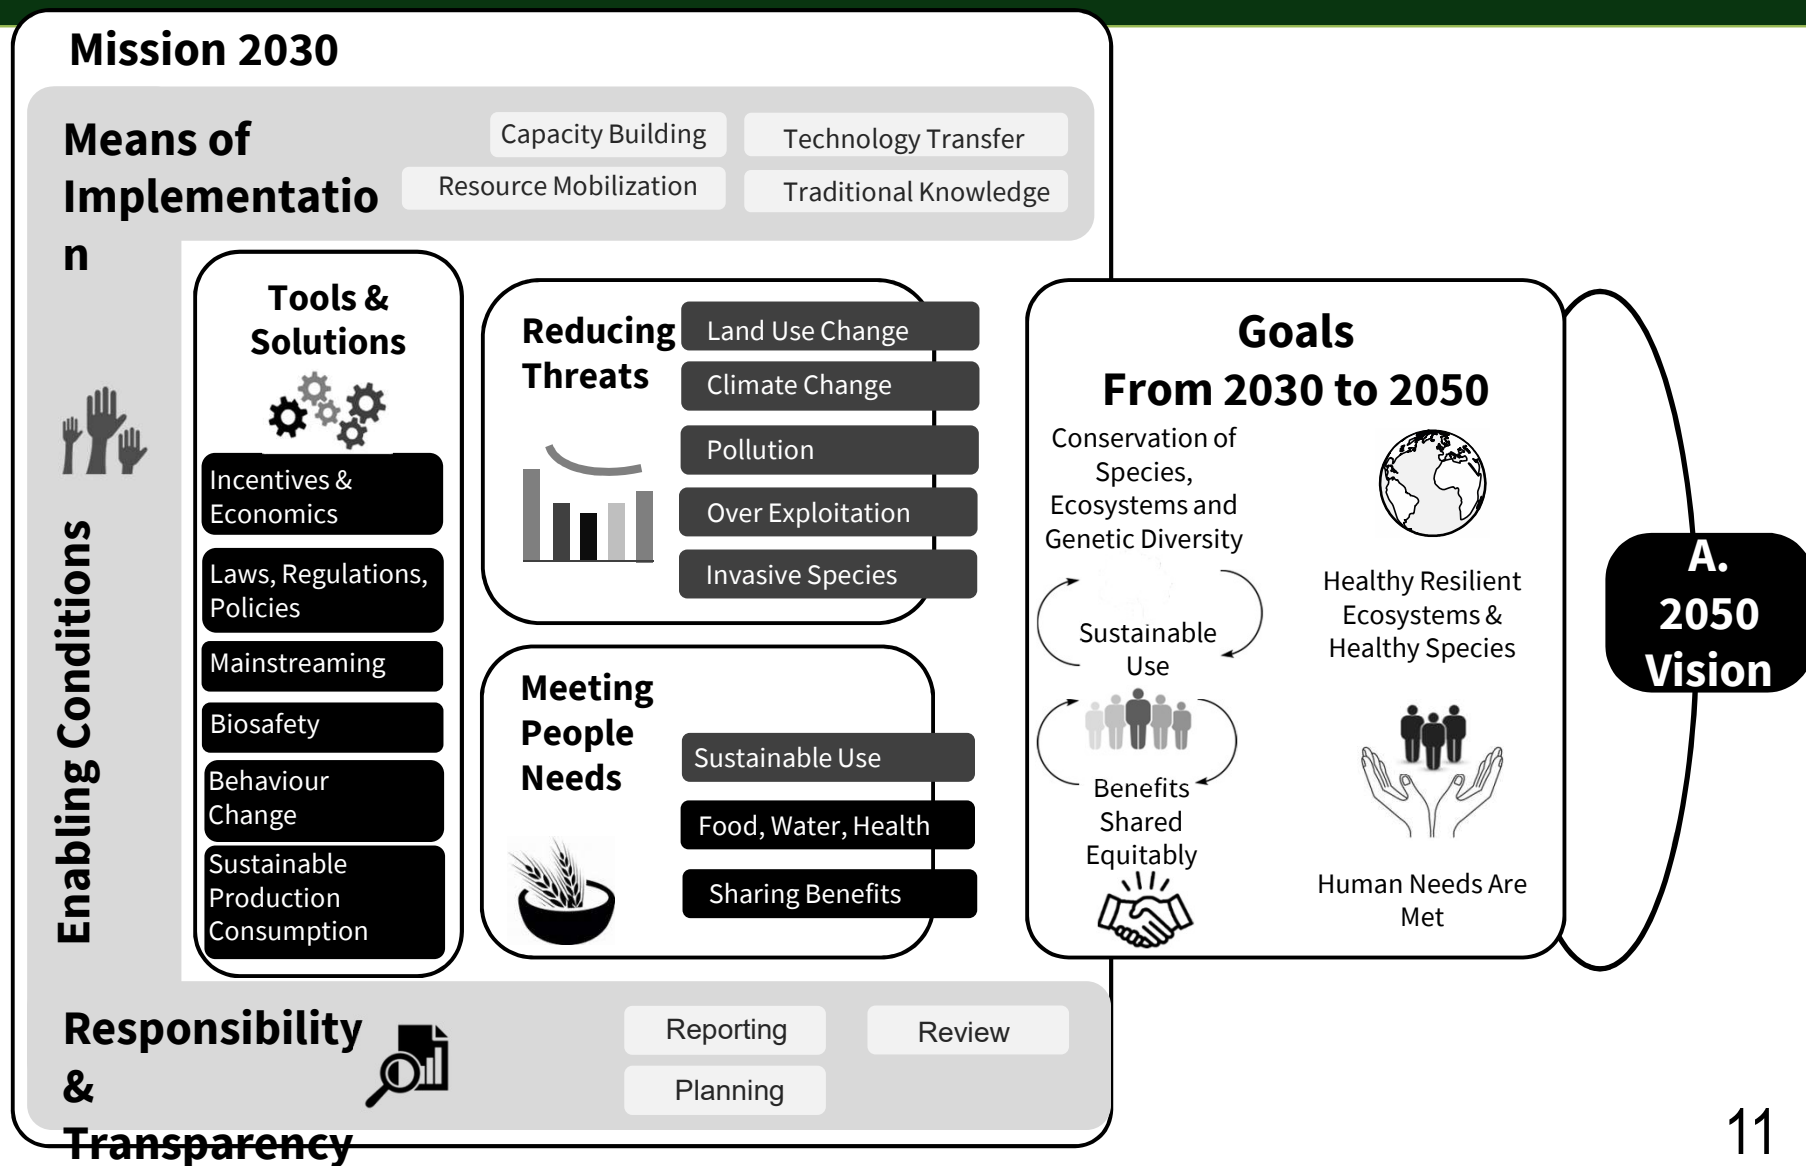 Mission 2030
Means of
Implementatio
n
Capacity Building
Technology Transfer
Resource Mobilization
Traditional Knowledge
Enabling Conditions
Tools &
Solutions
Incentives &
Economics
Laws, Regulations,
Policies
Mainstreaming
Biosafety
Behaviour
Change
Sustainable
Production
Consumption
Reducing
Threats
Land Use Change
Climate Change
Pollution
Over Exploitation
Invasive Species
Meeting
People
Needs
Sustainable Use
Food, Water, Health
Sharing Benefits
Goals
From 2030 to 2050
Conservation of
Species,
Ecosystems and
Genetic Diversity
Sustainable
Use
Benefits
Shared
Equitably
Healthy Resilient
Ecosystems &
Healthy Species
Human Needs Are
Met
A.
2050
Vision
Responsibility
&
Transparency
Reporting
Review
Planning
11